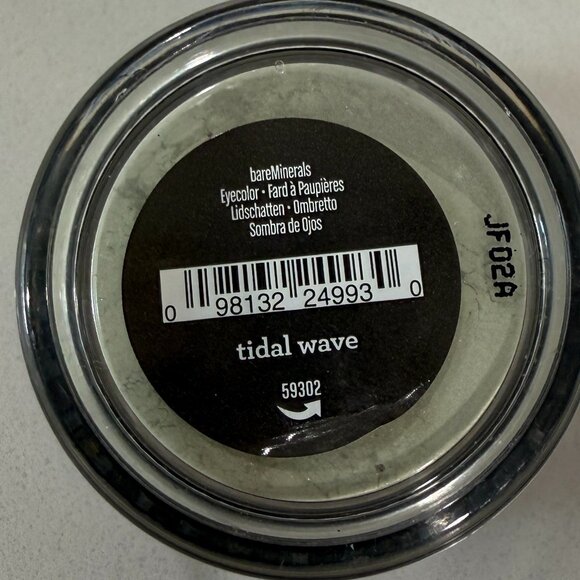 bareMinerals
Eyecolor • Fard à Paupières
Lidschatten • Ombretto
Sombra de Ojos
0 98132 24993 0
tidal wave
59302
JF02A